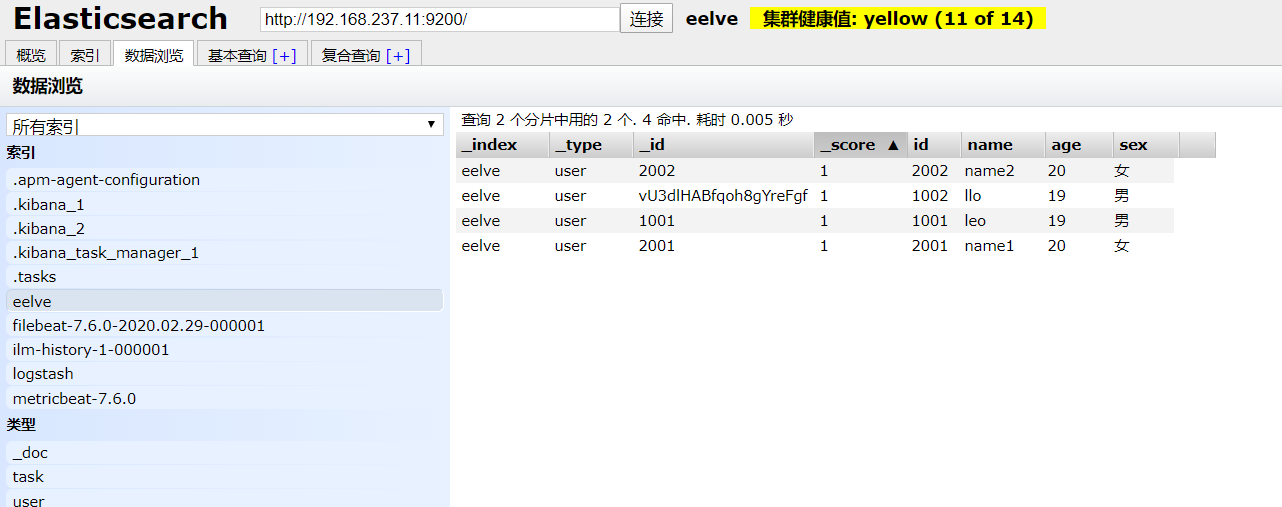 Elasticsearch http://192.168.237.11:9200/ 连接 eelve 集群健康值: yellow (11 of 14)
概览 索引 数据浏览 基本查询 [+] 复合查询 [+]
数据浏览
所有索引 ▼
索引
.apm-agent-configuration
.kibana_1
.kibana_2
.kibana_task_manager_1
.tasks
eelve
filebeat-7.6.0-2020.02.29-000001
ilm-history-1-000001
logstash
metricbeat-7.6.0
类型
_doc
task
user
查询 2 个分片中用的 2 个. 4 命中. 耗时 0.005 秒
_index _type _id _score ▲ id name age sex
eelve user 2002 1 2002 name2 20 女
eelve user vU3dlHABfqoh8gYreFgf 1 1002 llo 19 男
eelve user 1001 1 1001 leo 19 男
eelve user 2001 1 2001 name1 20 女